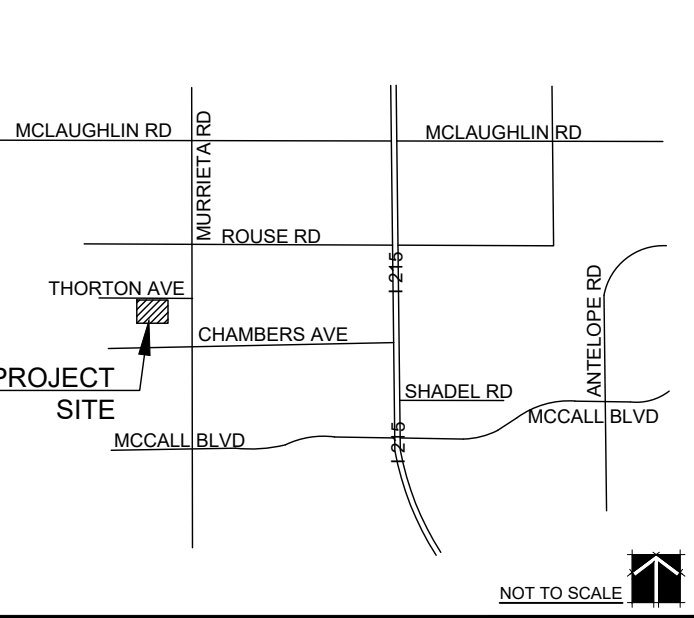 MCLAUGHLIN RD
MCLAUGHLIN RD
MURRIETA RD
ROUSE RD
I 215
THORTON AVE
ANTELOPE RD
CHAMBERS AVE
PROJECT
SITE
SHADEL RD
MCCALL BLVD
MCCALL BLVD
I 215
NOT TO SCALE